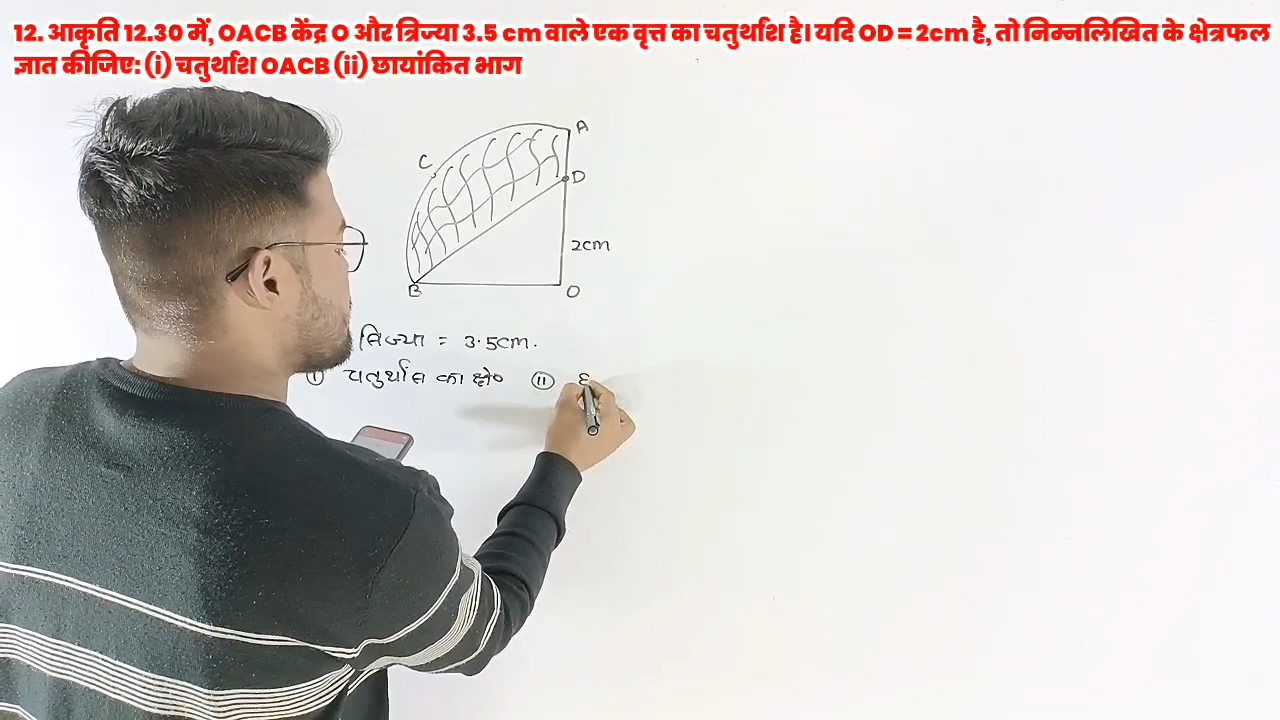 12. आकृति 12.30 में, OACB केंद्र O और त्रिज्या 3.5 cm वाले एक वृत्त का चतुर्थांश है। यदि OD = 2cm है, तो निम्नलिखित के क्षेत्रफल
ज्ञात कीजिए: (i) चतुर्थांश OACB (ii) छायांकित भाग
A
C
D
2cm
B
O
त्रिज्या = 3.5cm.
(i) चतुर्थांस का क्षे० (ii)